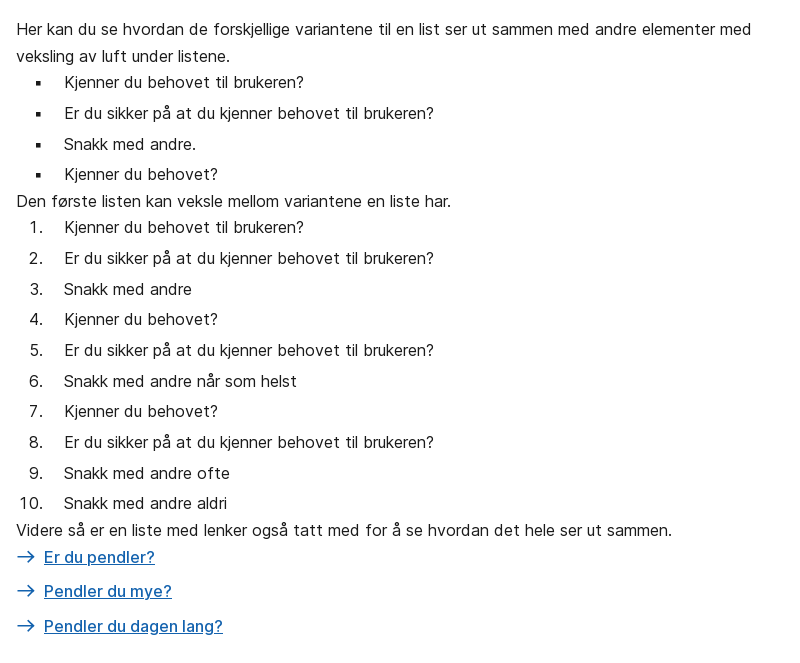 Her kan du se hvordan de forskjellige variantene til en list ser ut sammen med andre elementer med
veksling av luft under listene.
▪ Kjenner du behovet til brukeren?
▪ Er du sikker på at du kjenner behovet til brukeren?
▪ Snakk med andre.
▪ Kjenner du behovet?
Den første listen kan veksle mellom variantene en liste har.
1. Kjenner du behovet til brukeren?
2. Er du sikker på at du kjenner behovet til brukeren?
3. Snakk med andre
4. Kjenner du behovet?
5. Er du sikker på at du kjenner behovet til brukeren?
6. Snakk med andre når som helst
7. Kjenner du behovet?
8. Er du sikker på at du kjenner behovet til brukeren?
9. Snakk med andre ofte
10. Snakk med andre aldri
Videre så er en liste med lenker også tatt med for å se hvordan det hele ser ut sammen.
→ Er du pendler?
→ Pendler du mye?
→ Pendler du dagen lang?